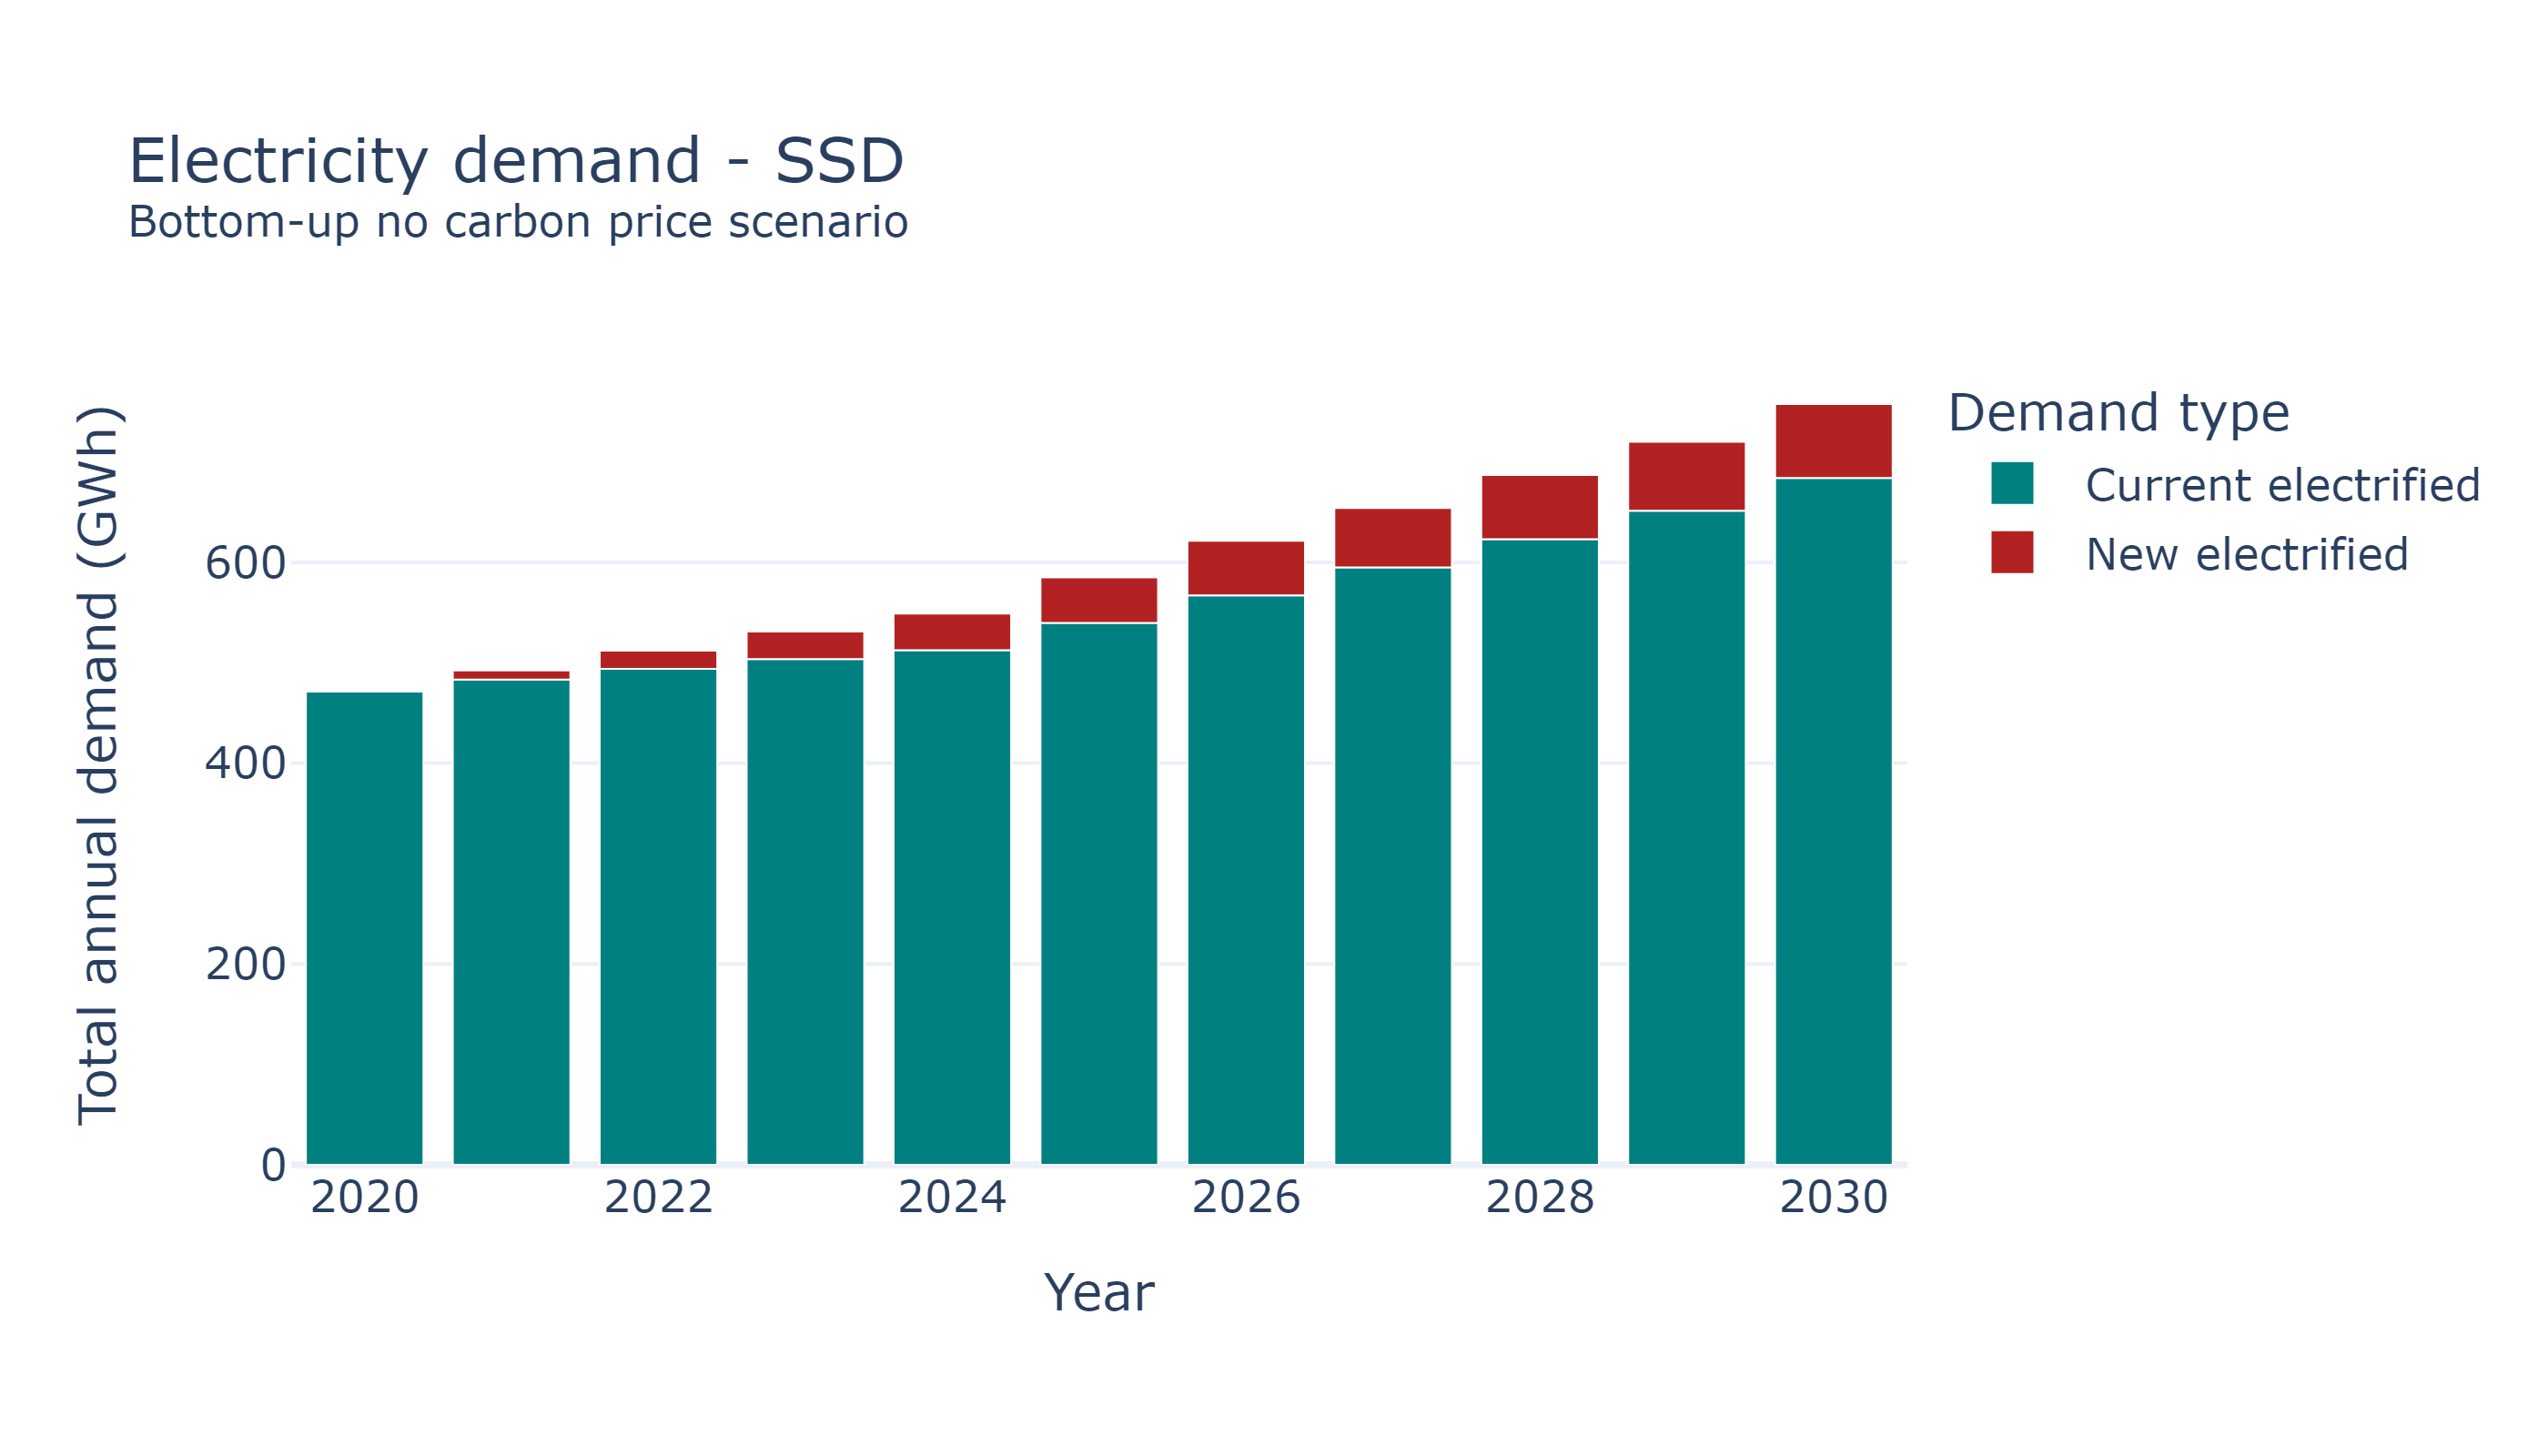 Electricity demand - SSD
Bottom-up no carbon price scenario
Total annual demand (GWh)
600
400
200
0
2020
2022
2024
2026
2028
2030
Year
Demand type
Current electrified
New electrified